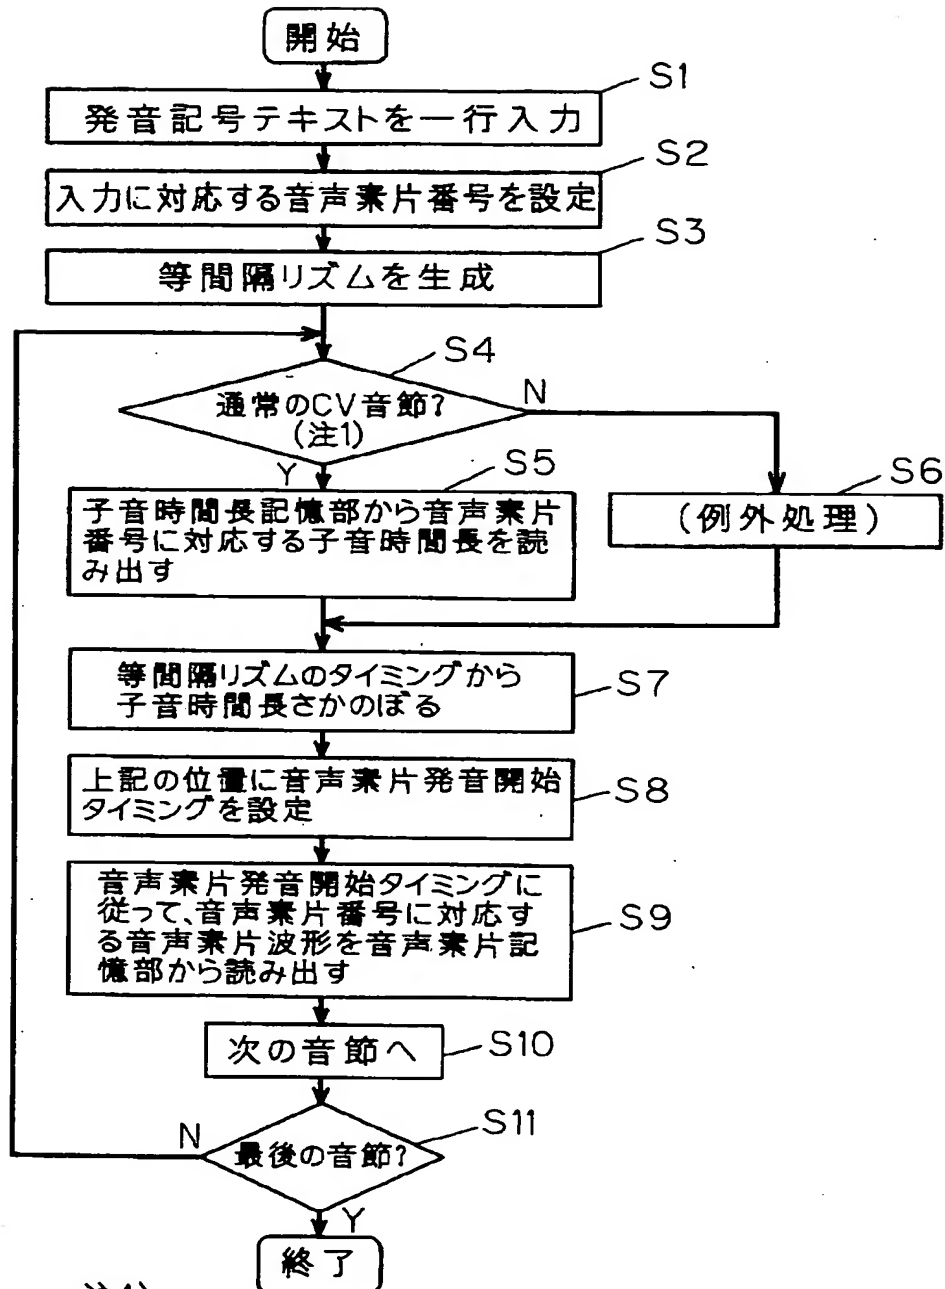 開始
S1
発音記号テキストを一行入力
S2
入力に対応する音声素片番号を設定
S3
等間隔リズムを生成
S4
通常のCV音節?
(注1)
N
Y
S5
子音時間長記憶部から音声素片
番号に対応する子音時間長を読
み出す
S6
(例外処理)
等間隔リズムのタイミングから
子音時間長さかのぼる
S7
上記の位置に音声素片発音開始
タイミングを設定
S8
音声素片発音開始タイミングに
従って、音声素片番号に対応す
る音声素片波形を音声素片記
憶部から読み出す
S9
次の音節へ
S10
S11
N
最後の音節?
Y
終了